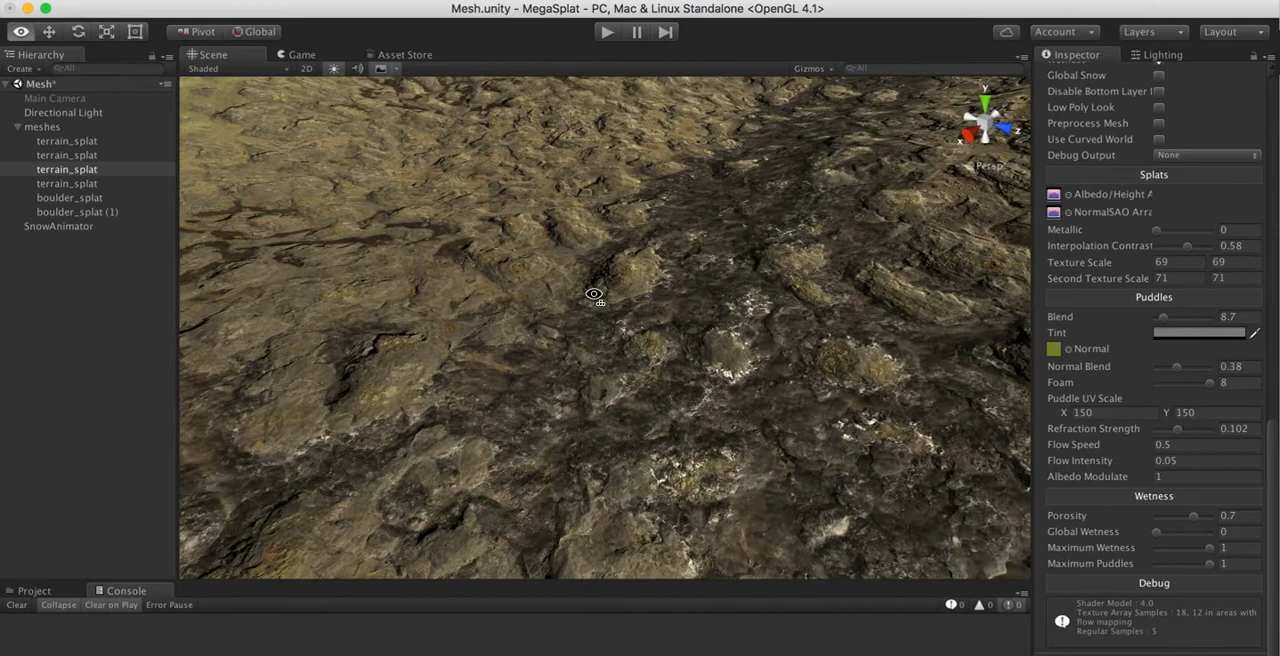 Mesh.unity - MegaSplat - PC, Mac & Linux Standalone <OpenGL 4.1>
Pivot Global Account Layers Layout
Hierarchy Scene Game Asset Store Inspector Lighting
Create All Shaded 2D Gizmos All
Mesh*
Main Camera
Directional Light
meshes
terrain_splat
terrain_splat
terrain_splat
terrain_splat
boulder_splat
boulder_splat (1)
SnowAnimator
y
x
z
Persp
Global Snow
Disable Bottom Layer
Low Poly Look
Preprocess Mesh
Use Curved World
Debug Output None
Splats
Albedo/Height A
NormalSAO Arra
Metallic 0
Interpolation Contras 0.58
Texture Scale 69 69
Second Texture Scale 71 71
Puddles
Blend 8.7
Tint
Normal
Normal Blend 0.38
Foam 8
Puddle UV Scale
X 150 Y 150
Refraction Strength 0.102
Flow Speed 0.5
Flow Intensity 0.05
Albedo Modulate 1
Wetness
Porosity 0.7
Global Wetness 0
Maximum Wetness 1
Maximum Puddles 1
Debug
Shader Model : 4.0
Texture Array Samples : 18, 12 in areas with
flow mapping
Regular Samples : 5
Project Console
Clear Collapse Clear on Play Error Pause 0 0 0